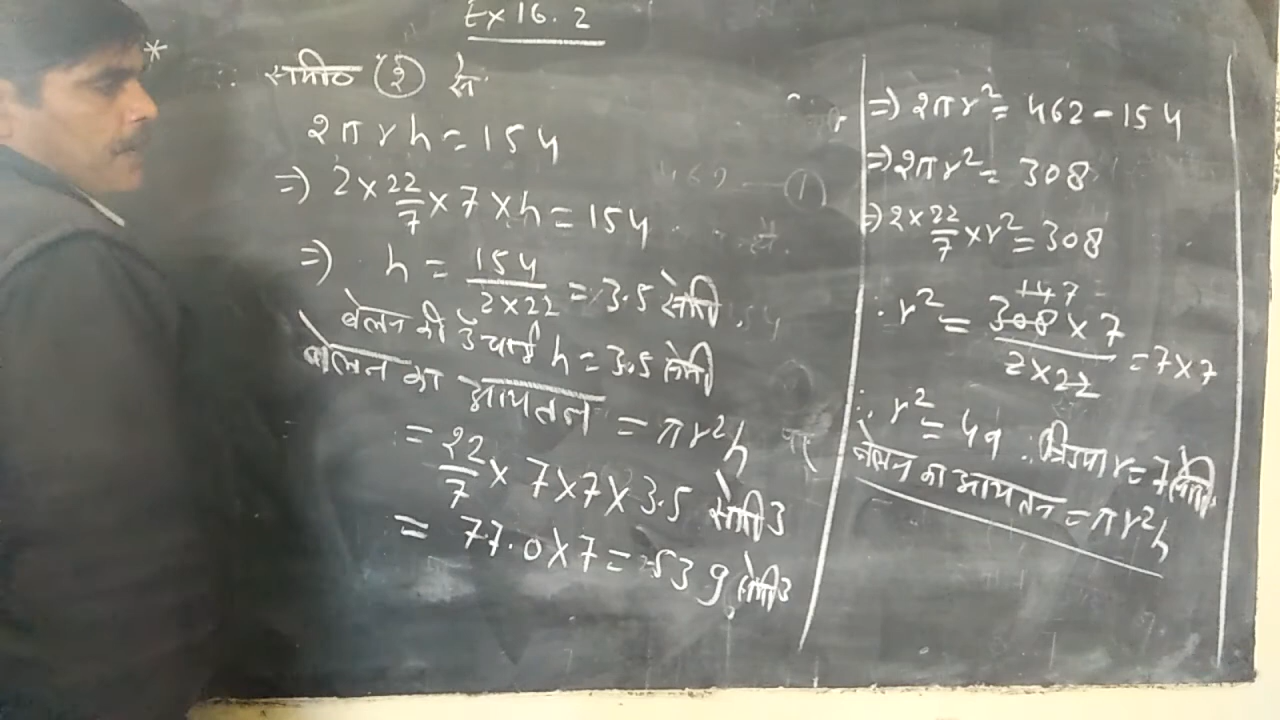 Ex 16.2
* समी० (2) से
2πrh = 154
⇒ 2 × 22/7 × 7 × h = 154
⇒ h = 154/2×22 = 3.5 सेमी
बेलन की ऊँचाई h = 3.5 सेमी
बेलन का आयतन = πr²h
= 22/7 × 7 × 7 × 3.5 सेमी3
= 77.0 × 7 = 539 सेमी3
⇒ 2πr² = 462 - 154
⇒ 2πr² = 308
⇒ 2 × 22/7 × r² = 308
∴ r² = 308 × 7/2×22 = 7×7
∴ r² = 49 ∴ त्रिज्या r = 7 सेमी
बेलन का आयतन = πr²h